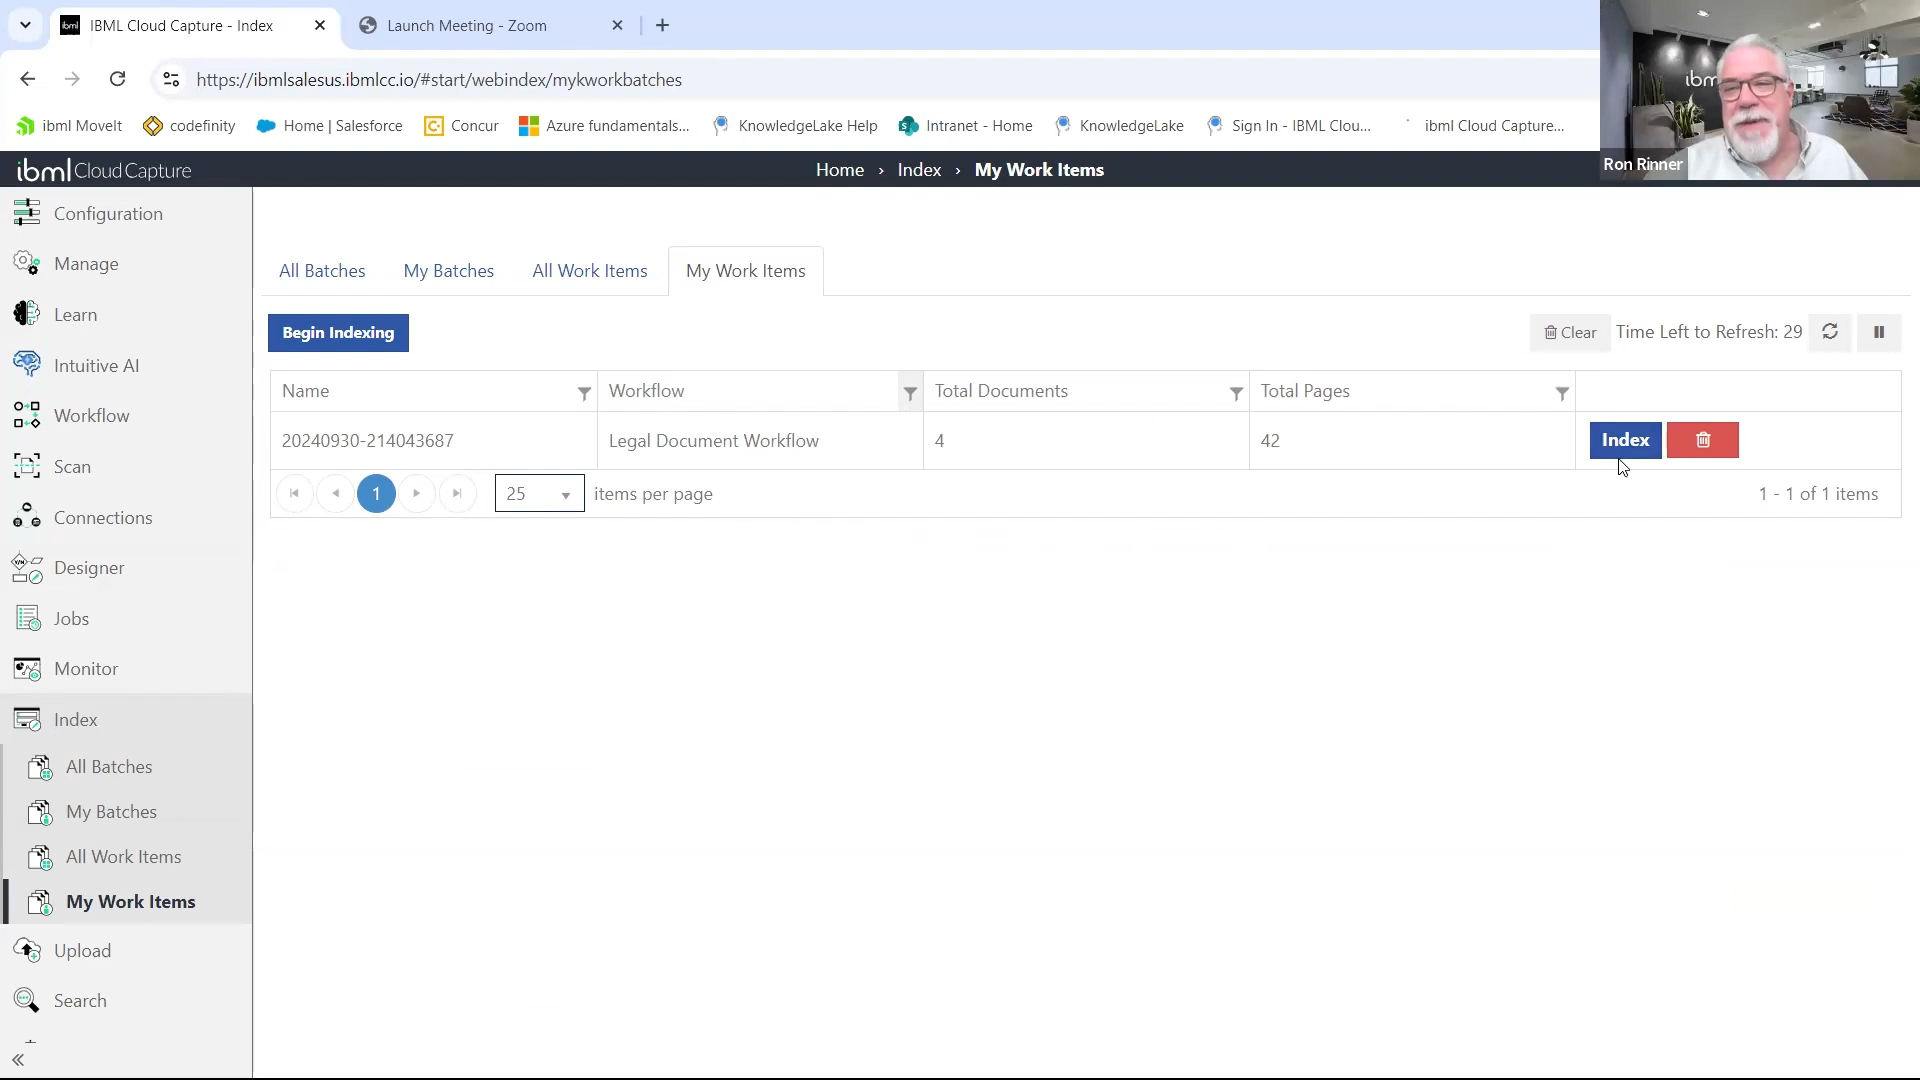 IBML Cloud Capture - Index
Launch Meeting - Zoom
https://ibmlsalesus.ibmlcc.io/#start/webindex/mykworkbatches
ibml MoveIt
codefinity
Home | Salesforce
Concur
Azure fundamentals...
KnowledgeLake Help
Intranet - Home
KnowledgeLake
Sign In - IBML Clou...
ibml Cloud Capture...
ibml
Ron Rinner
ibml Cloud Capture
Home › Index › My Work Items
Configuration
Manage
Learn
Intuitive AI
Workflow
Scan
Connections
Designer
Jobs
Monitor
Index
All Batches
My Batches
All Work Items
My Work Items
Upload
Search
All Batches My Batches All Work Items My Work Items
Begin Indexing
Clear Time Left to Refresh: 29
Name Workflow Total Documents Total Pages
20240930-214043687 Legal Document Workflow 4 42 Index
1 25 items per page 1 - 1 of 1 items